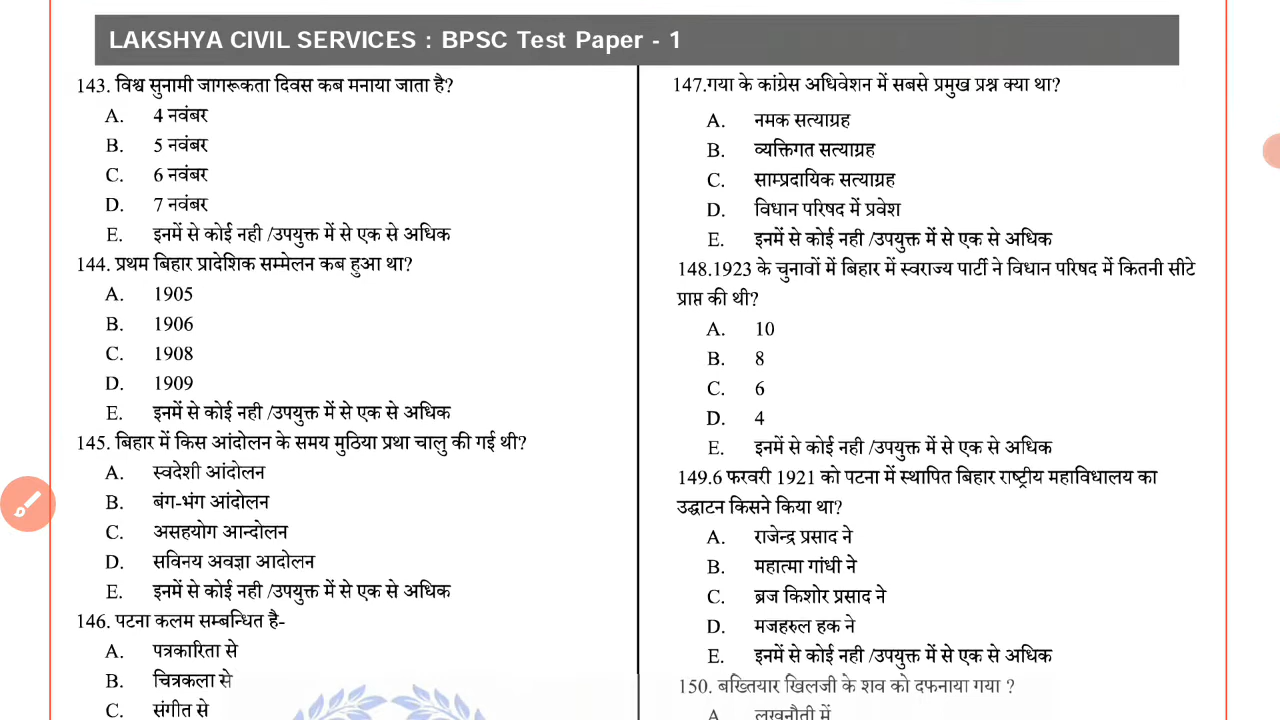 LAKSHYA CIVIL SERVICES : BPSC Test Paper - 1
143. विश्व सुनामी जागरूकता दिवस कब मनाया जाता है?
A. 4 नवंबर
B. 5 नवंबर
C. 6 नवंबर
D. 7 नवंबर
E. इनमें से कोई नही /उपयुक्त में से एक से अधिक
144. प्रथम बिहार प्रादेशिक सम्मेलन कब हुआ था?
A. 1905
B. 1906
C. 1908
D. 1909
E. इनमें से कोई नही /उपयुक्त में से एक से अधिक
145. बिहार में किस आंदोलन के समय मुठिया प्रथा चालु की गई थी?
A. स्वदेशी आंदोलन
B. बंग-भंग आंदोलन
C. असहयोग आन्दोलन
D. सविनय अवज्ञा आदोलन
E. इनमें से कोई नही /उपयुक्त में से एक से अधिक
146. पटना कलम सम्बन्धित है-
A. पत्रकारिता से
B. चित्रकला से
C. संगीत से
147.गया के कांग्रेस अधिवेशन में सबसे प्रमुख प्रश्न क्या था?
A. नमक सत्याग्रह
B. व्यक्तिगत सत्याग्रह
C. साम्प्रदायिक सत्याग्रह
D. विधान परिषद में प्रवेश
E. इनमें से कोई नही /उपयुक्त में से एक से अधिक
148.1923 के चुनावों में बिहार में स्वराज्य पार्टी ने विधान परिषद में कितनी सीटे
प्राप्त की थी?
A. 10
B. 8
C. 6
D. 4
E. इनमें से कोई नही /उपयुक्त में से एक से अधिक
149.6 फरवरी 1921 को पटना में स्थापित बिहार राष्ट्रीय महाविधालय का
उद्घाटन किसने किया था?
A. राजेन्द्र प्रसाद ने
B. महात्मा गांधी ने
C. ब्रज किशोर प्रसाद ने
D. मजहरुल हक ने
E. इनमें से कोई नही /उपयुक्त में से एक से अधिक
150. बख्तियार खिलजी के शव को दफनाया गया ?
A. लखनौती में